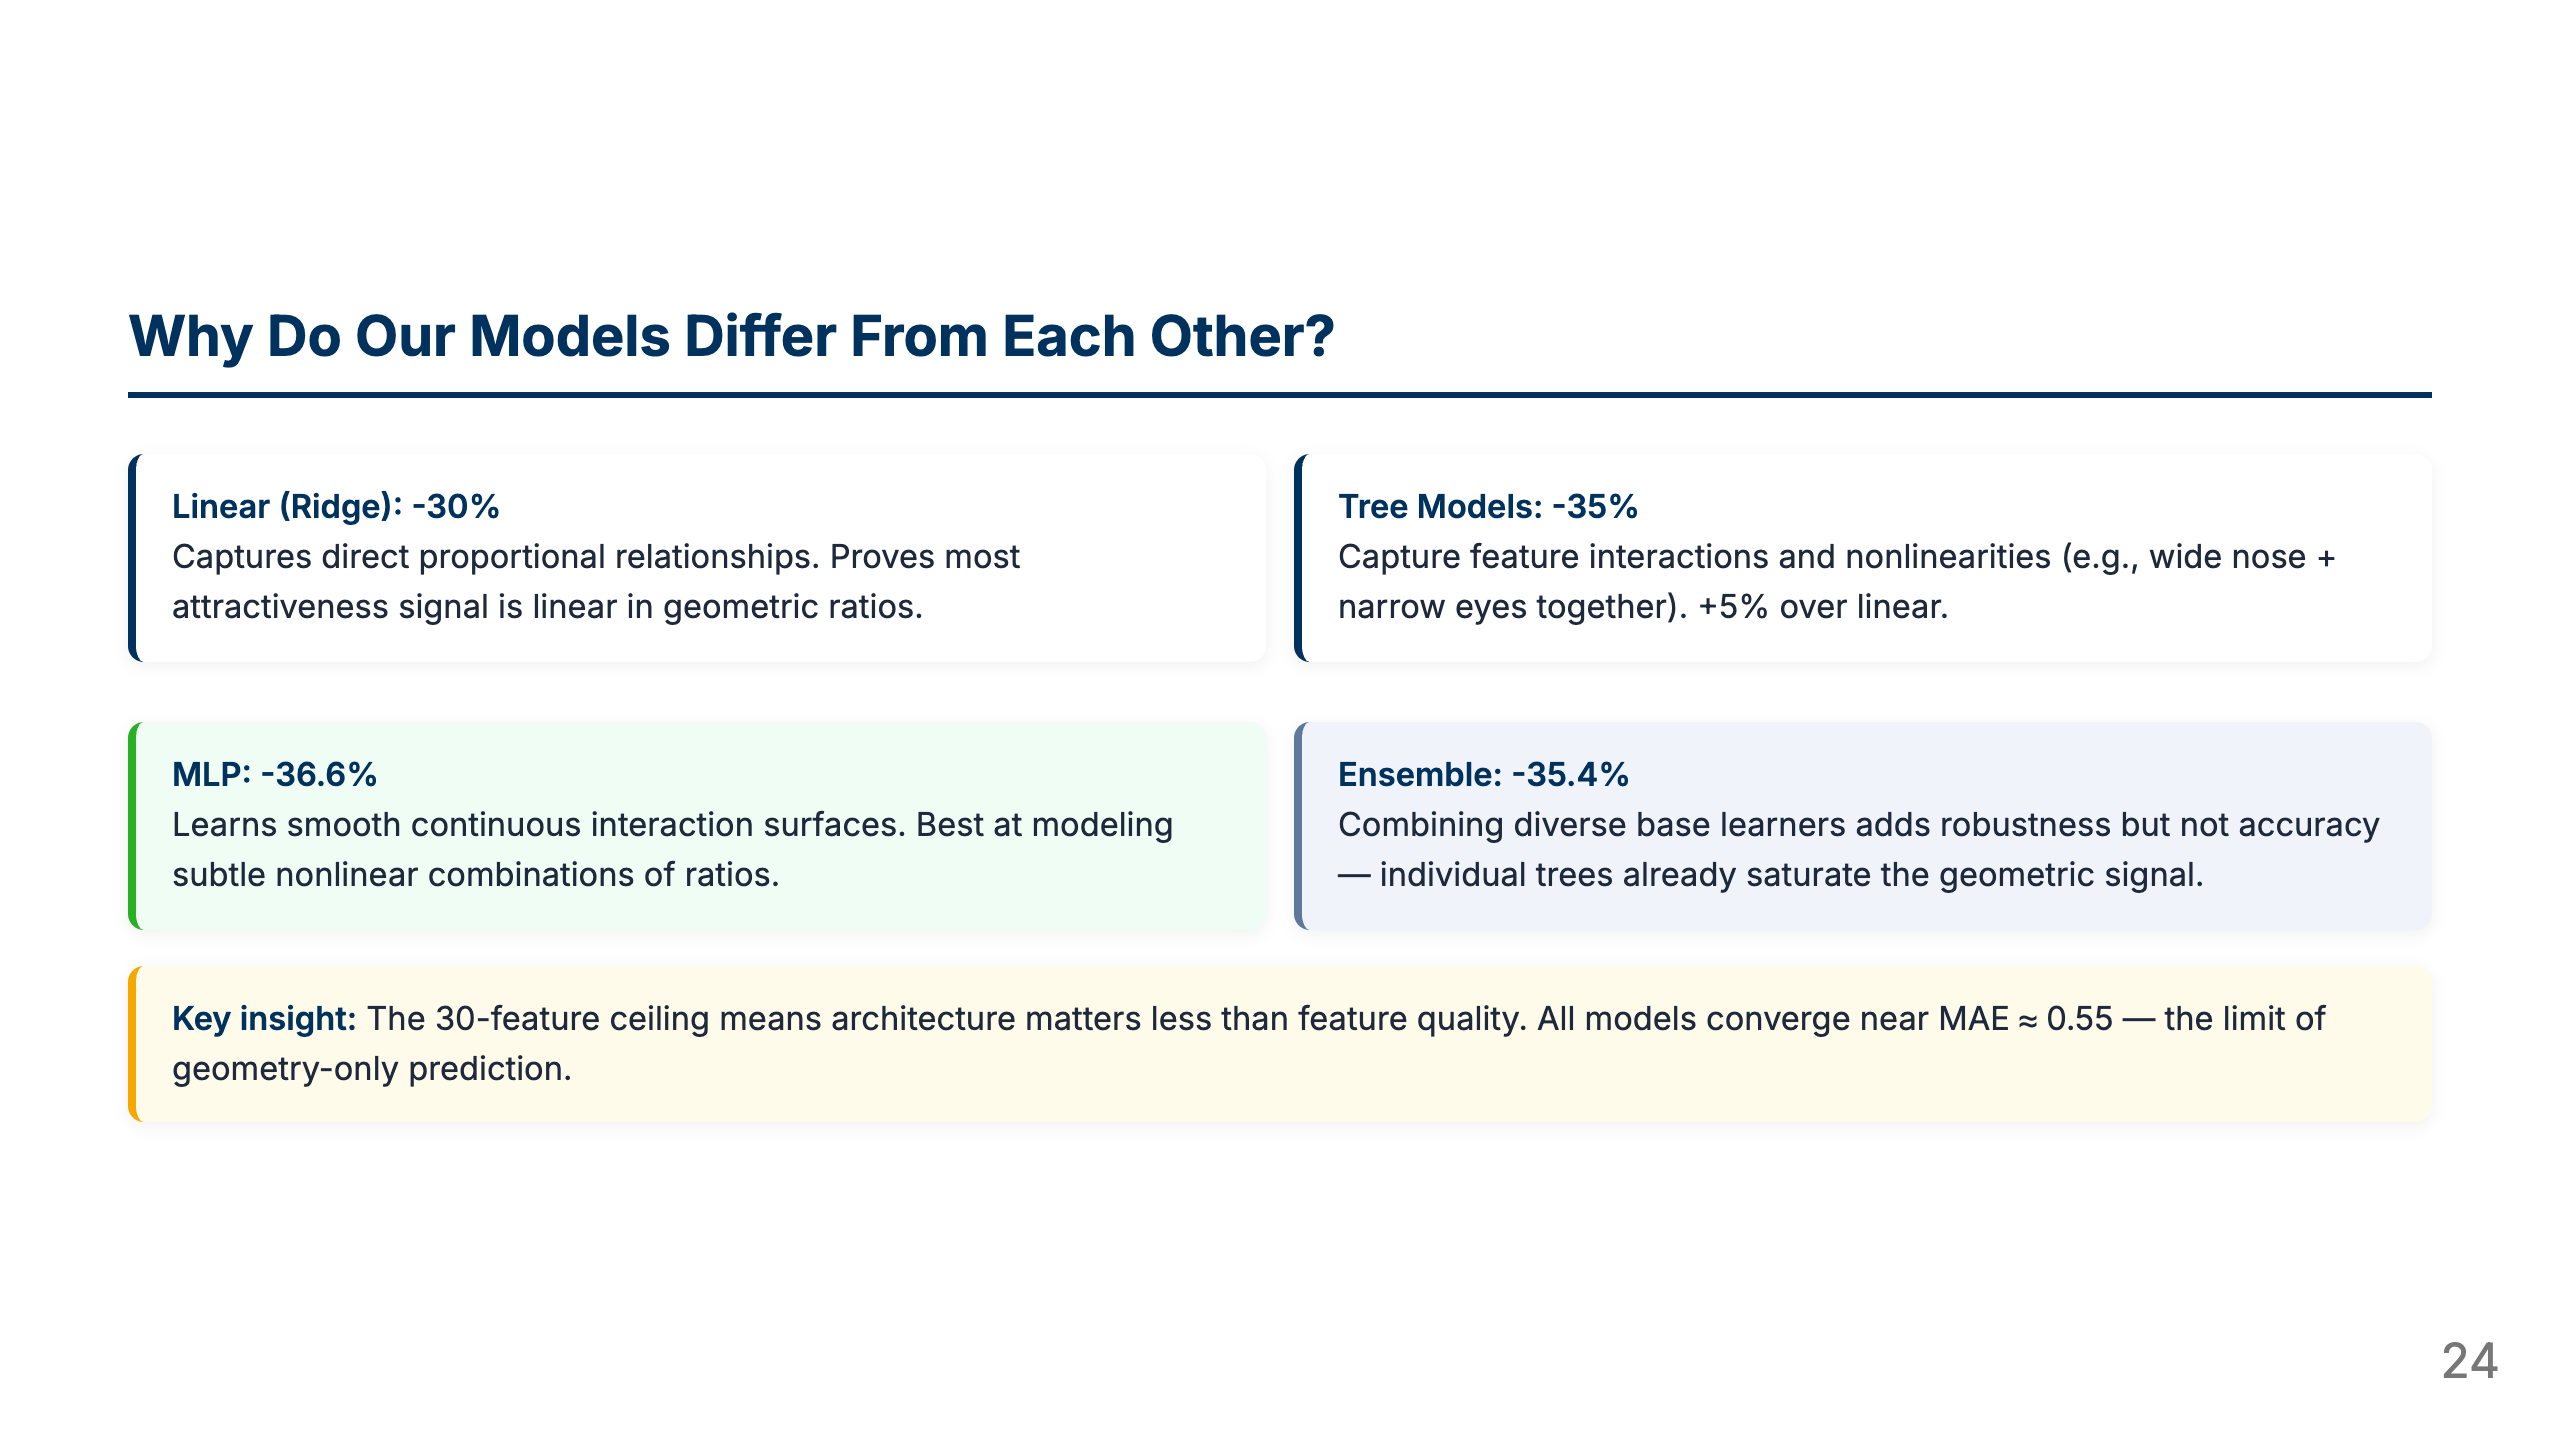 Why Do Our Models Differ From Each Other?
Linear (Ridge): -30%
Captures direct proportional relationships. Proves most
attractiveness signal is linear in geometric ratios.
Tree Models: -35%
Capture feature interactions and nonlinearities (e.g., wide nose +
narrow eyes together). +5% over linear.
MLP: -36.6%
Learns smooth continuous interaction surfaces. Best at modeling
subtle nonlinear combinations of ratios.
Ensemble: -35.4%
Combining diverse base learners adds robustness but not accuracy
— individual trees already saturate the geometric signal.
Key insight: The 30-feature ceiling means architecture matters less than feature quality. All models converge near MAE ≈ 0.55 — the limit of
geometry-only prediction.
24